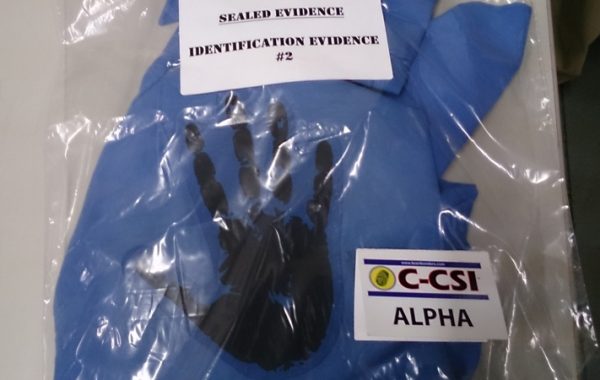 SEALED EVIDENCE
IDENTIFICATION EVIDENCE
#2
C-CSI
ALPHA